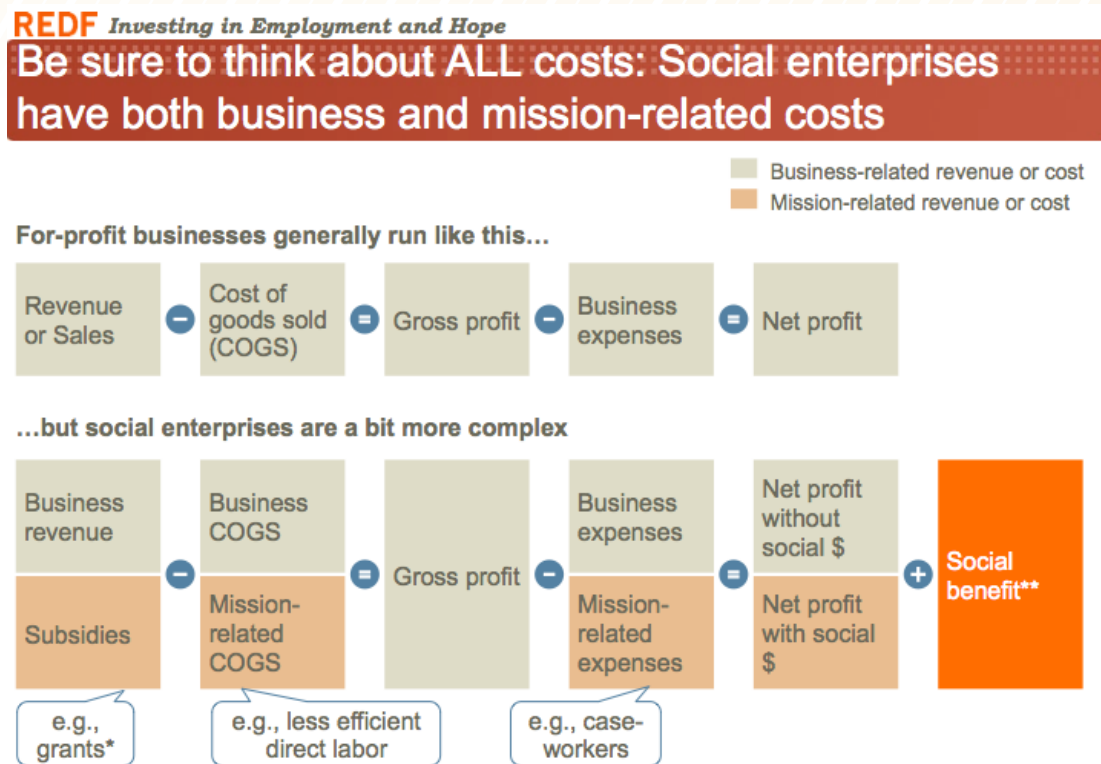 REDF Investing in Employment and Hope
Be sure to think about ALL costs: Social enterprises
have both business and mission-related costs
Business-related revenue or cost
Mission-related revenue or cost
For-profit businesses generally run like this…
Revenue
or Sales
−
Cost of
goods sold
(COGS)
=
Gross profit
−
Business
expenses
=
Net profit
…but social enterprises are a bit more complex
Business
revenue
Subsidies
−
Business
COGS
Mission-
related
COGS
=
Gross profit
−
Business
expenses
Mission-
related
expenses
=
Net profit
without
social $
Net profit
with social
$
+
Social
benefit**
e.g.,
grants*
e.g., less efficient
direct labor
e.g., case-
workers